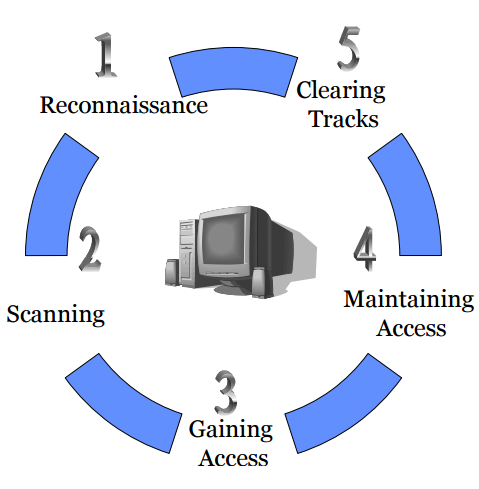 1
Reconnaissance
2
Scanning
3
Gaining
Access
4
Maintaining
Access
5
Clearing
Tracks